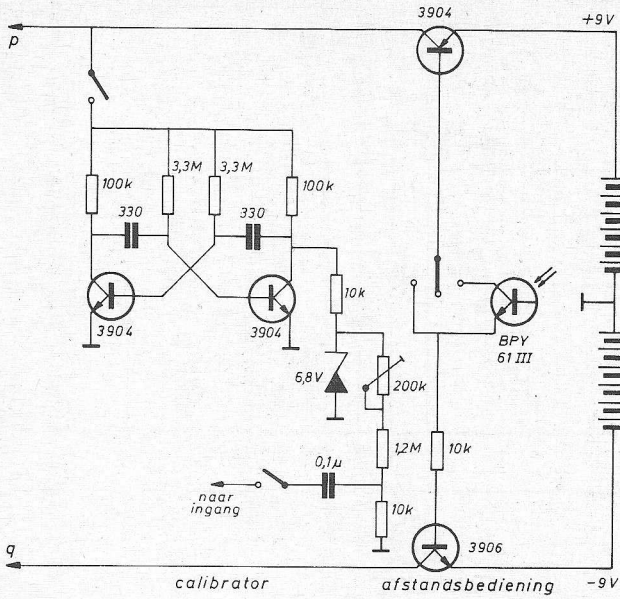 3904
+9V
p
3,3M
3,3M
100k
100k
330
330
3904
3904
10k
6,8V
200k
BPY
61 III
0,1µ
1,2M
10k
naar
ingang
10k
3906
q
calibrator
afstandsbediening
-9V